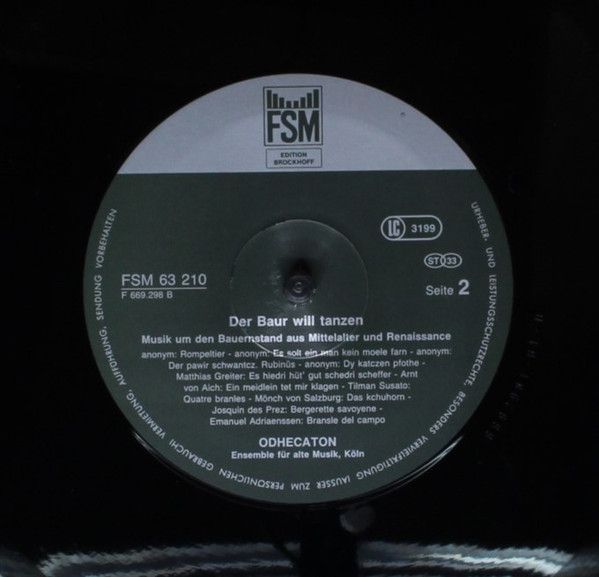 FSM
EDITION
BROCKHOFF
LC 3199
ST 33
FSM 63 210
F 669.298 B
Seite 2
Der Baur will tanzen
Musik um den Bauernstand aus Mittelalter und Renaissance
anonym: Rompeltier - anonym: Es solt ein man kein moele farn - anonym:
Der pawir schwantcz. Rubinūs - anonym: Dy katczen pfothe -
Matthias Greiter: Es hiedri hüt' gut schedri scheffer - Arnt
von Aich: Ein meidlein tet mir klagen - Tilman Susato:
Quatre branles - Mönch von Salzburg: Das kchuhorn -
Josquin des Prez: Bergerette savoyene -
Emanuel Adriaenssen: Bransle del campo
ODHECATON
Ensemble für alte Musik, Köln
URHEBER- UND LEISTUNGSSCHUTZRECHTE, BESONDERS VERVIELFÄLTIGUNG (AUSSER ZUM PERSÖNLICHEN GEBRAUCH) VERMIETUNG, AUFFÜHRUNG, SENDUNG VORBEHALTEN